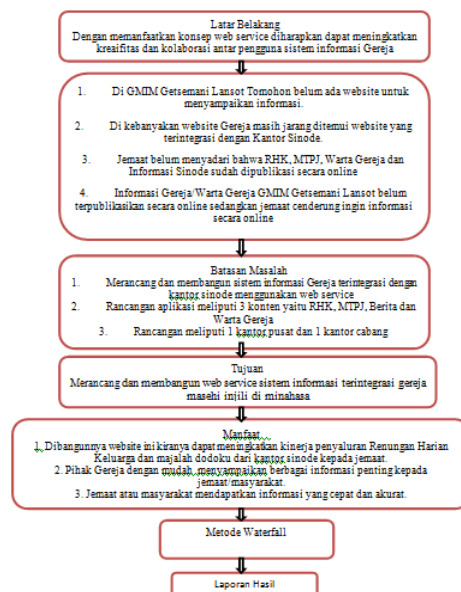 Latar Belakang
Dengan memanfaatkan konsep web service diharapkan dapat meningkatkan
kreaifitas dan kolaborasi antar pengguna sistem informasi Gereja
1. Di GMIM Getsemani Lansot Tomohon belum ada website untuk
menyampaikan informasi.
2. Di kebanyakan website Gereja masih jarang ditemui website yang
terintegrasi dengan Kantor Sinode.
3. Jemaat belum menyadari bahwa RHK, MTPJ, Warta Gereja dan
Informasi Sinode sudah dipublikasi secara online
4. Informasi Gereja/Warta Gereja GMIM Getsemani Lansot belum
terpublikasikan secara online sedangkan jemaat cenderung ingin informasi
secara online
Batasan Masalah
1. Merancang dan membangun sistem informasi Gereja terintegrasi dengan
kantor sinode menggunakan web service
2. Rancangan aplikasi meliputi 3 konten yaitu RHK, MTPJ, Berita dan
Warta Gereja
3. Rancangan meliputi 1 kantor pusat dan 1 kantor cabang
Tujuan
Merancang dan membangun web service sistem informasi terintegrasi gereja
masehi injili di minahasa
Manfaat
1. Dibangunnya website ini kiranya dapat meningkatkan kinerja penyaluran Renungan Harian
Keluarga dan majalah dodoku dari kantor sinode kepada jemaat.
2. Pihak Gereja dengan mudah menyampaikan berbagai informasi penting kepada
jemaat/masyarakat.
3. Jemaat atau masyarakat mendapatkan informasi yang cepat dan akurat.
Metode Waterfall
Laporan Hasil